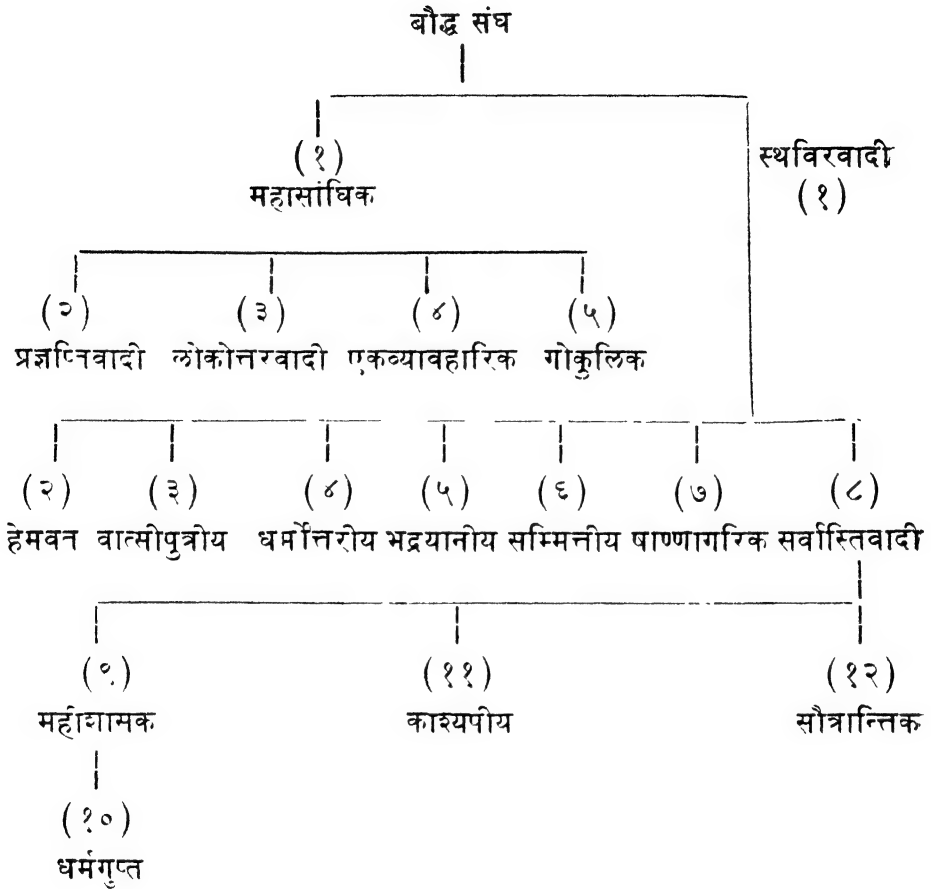 बौद्ध संघ
(१) स्थविरवादी
महासांघिक (१)
(२) (३) (४) (५)
प्रज्ञप्तिवादी लोकोत्तरवादी एकव्यावहारिक गोकुलिक
(२) (३) (४) (५) (६) (७) (८)
हेमवत वात्सीपुत्रीय धर्मोत्तरीय भद्रयानीय सम्मित्तीय षाण्णागरिक सर्वास्तिवादी
(९) (११) (१२)
महीशासक काश्यपीय सौत्रान्तिक
(१०)
धर्मगुप्त